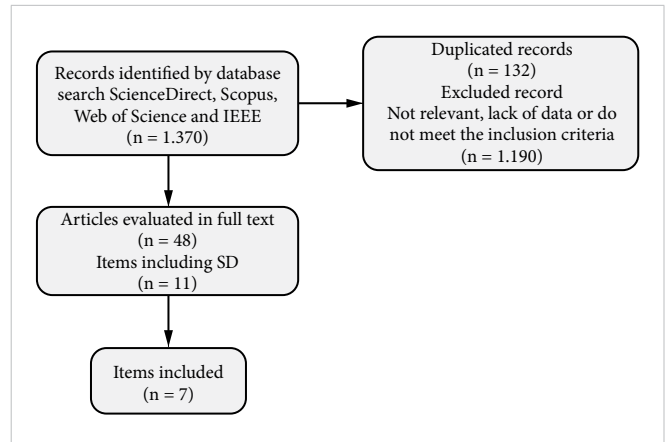 Records identified by database
search ScienceDirect, Scopus,
Web of Science and IEEE
(n = 1.370)
Duplicated records
(n = 132)
Excluded record
Not relevant, lack of data or do
not meet the inclusion criteria
(n = 1.190)
Articles evaluated in full text
(n = 48)
Items including SD
(n = 11)
Items included
(n = 7)